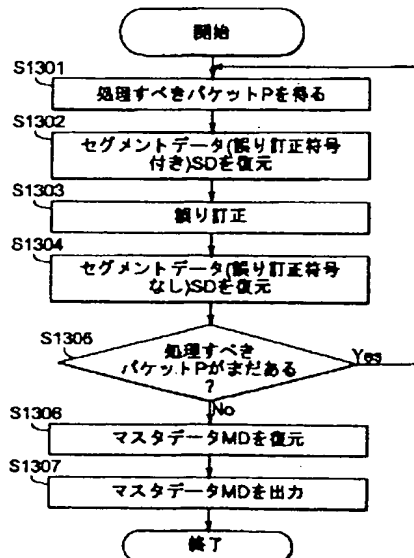 開始
S1301
処理すべきパケットPを得る
S1302
セグメントデータ(誤り訂正符号
付き)SDを復元
S1303
誤り訂正
S1304
セグメントデータ(誤り訂正符号
なし)SDを復元
S1305
処理すべき
パケットPがまだある
?
Yes
No
S1306
マスタデータMDを復元
S1307
マスタデータMDを出力
終了